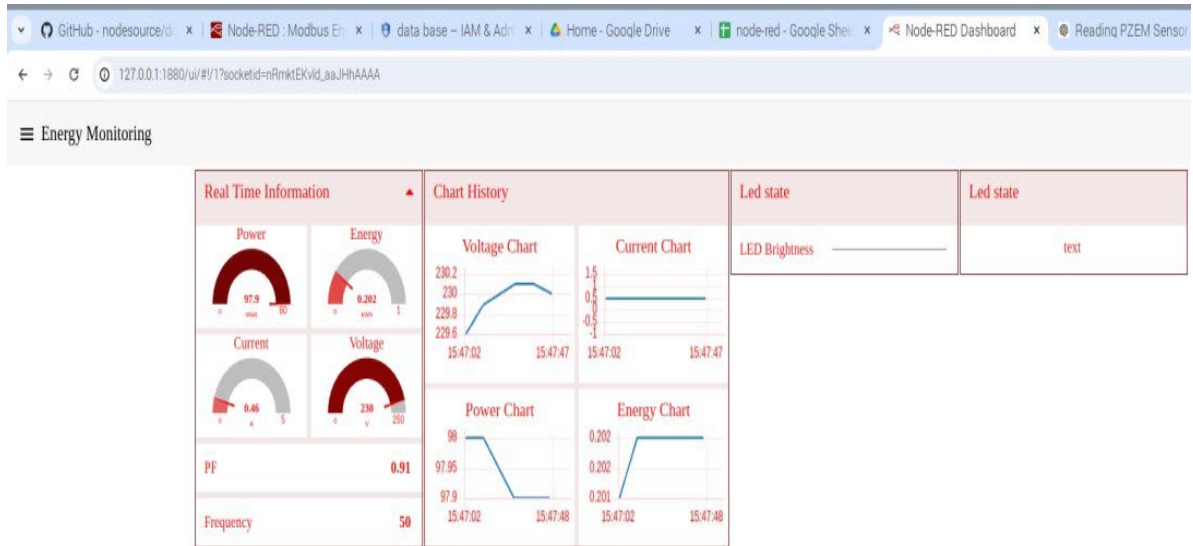 GitHub - nodesource/di
Node-RED : Modbus En
data base – IAM & Adm
Home - Google Drive
node-red - Google Shee
Node-RED Dashboard
Reading PZEM Sensor
127.0.0.1:1880/ui/#!/1?socketid=nRmktEKvld_aaJHhAAAA
Energy Monitoring
Real Time Information
Power
97.9
0
60
Energy
0.202
0
kWh
1
Current
0.46
0
A
5
Voltage
230
0
V
250
PF 0.91
Frequency 50
Chart History
Voltage Chart
230.2
230
229.8
229.6
15:47:02 15:47:47
Current Chart
1.5
1
0.5
0
-0.5
-1
15:47:02 15:47:47
Power Chart
98
97.95
97.9
15:47:02 15:47:48
Energy Chart
0.202
0.202
0.201
15:47:02 15:47:48
Led state
LED Brightness
Led state
text